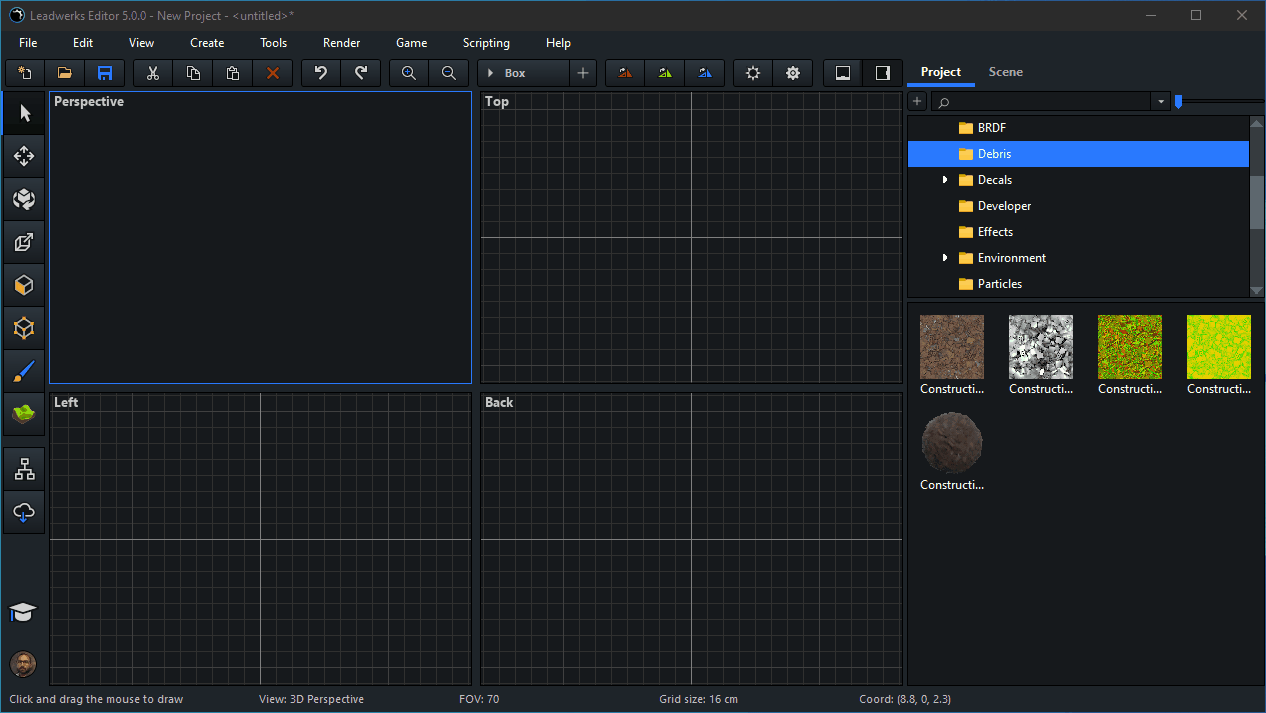 Leadwerks Editor 5.0.0 - New Project - <untitled>*
File Edit View Create Tools Render Game Scripting Help
Box
Project Scene
Perspective
Top
BRDF
Debris
Decals
Developer
Effects
Environment
Particles
Constructi... Constructi... Constructi... Constructi...
Left
Back
Constructi...
Click and drag the mouse to draw View: 3D Perspective FOV: 70 Grid size: 16 cm Coord: (8.8, 0, 2.3)